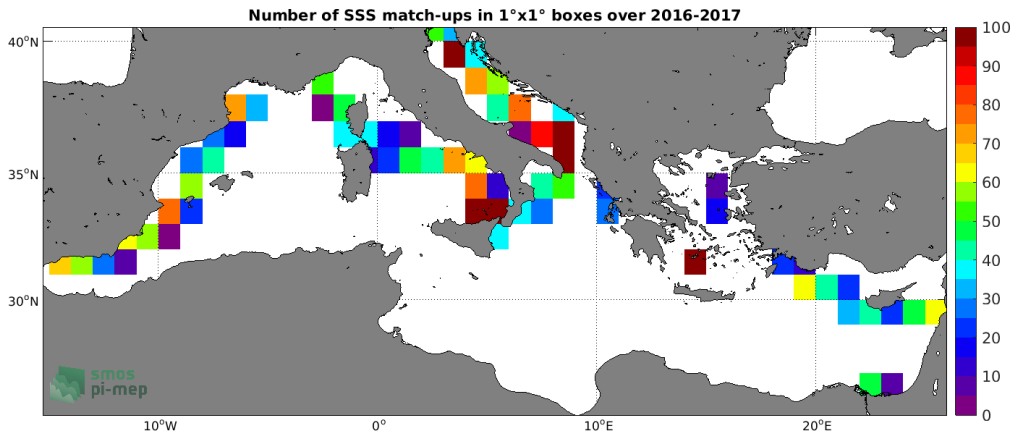 Number of SSS match-ups in 1°x1° boxes over 2016-2017
40°N
35°N
30°N
10°W
0°
10°E
20°E
100
90
80
70
60
50
40
30
20
10
0
smos
pi-mep